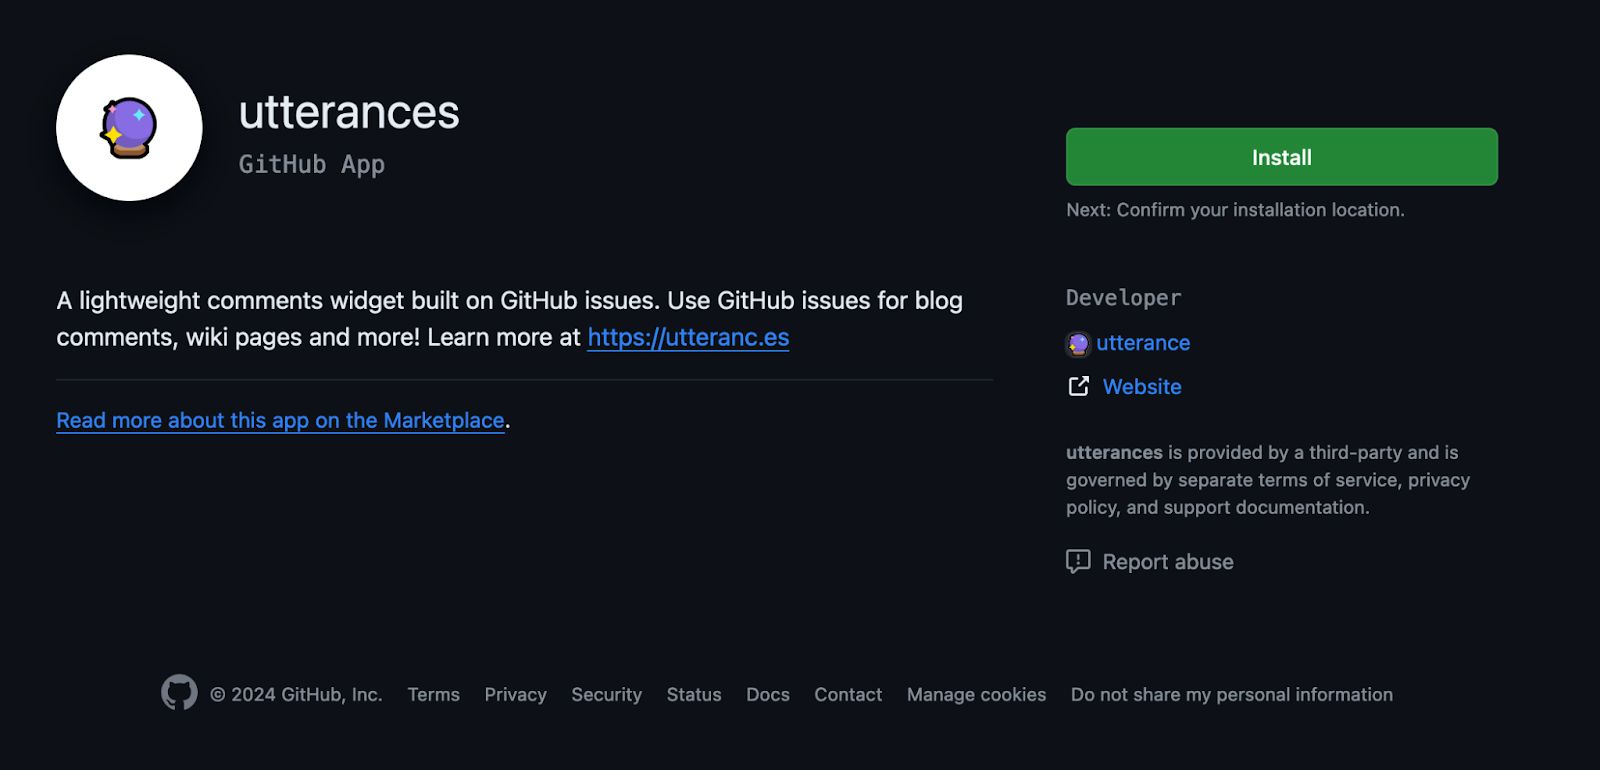 utterances
GitHub App
Install
Next: Confirm your installation location.
A lightweight comments widget built on GitHub issues. Use GitHub issues for blog
comments, wiki pages and more! Learn more at https://utteranc.es
Read more about this app on the Marketplace.
Developer
utterance
Website
utterances is provided by a third-party and is
governed by separate terms of service, privacy
policy, and support documentation.
Report abuse
© 2024 GitHub, Inc. Terms Privacy Security Status Docs Contact Manage cookies Do not share my personal information